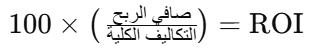 100 × (صافي الربح / التكاليف الكلية) = ROI